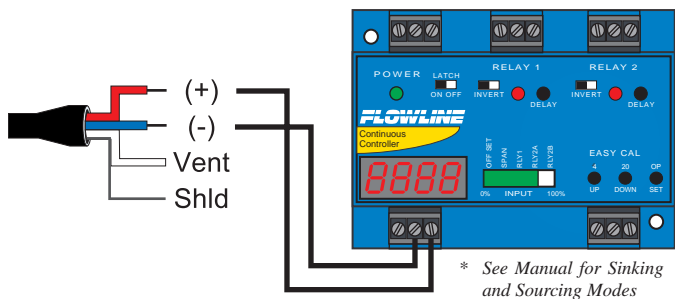 (+)
(-)
Vent
Shld
RELAY 1
RELAY 2
POWER
LATCH
ON OFF
INVERT
DELAY
INVERT
DELAY
FLOWLINE
Continuous
Controller
8888
OFF SET
SPAN
RLY1
RLY2A
RLY2B
0%
INPUT
100%
EASY CAL
4
20
OP
UP
DOWN
SET
* See Manual for Sinking
and Sourcing Modes